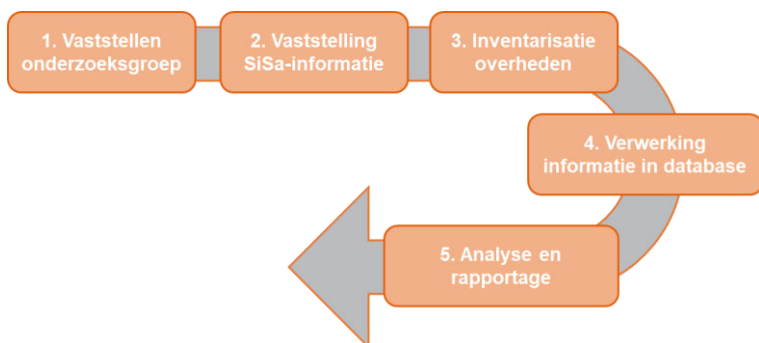 1. Vaststellen
onderzoeksgroep
2. Vaststelling
SiSa-informatie
3. Inventarisatie
overheden
4. Verwerking
informatie in database
5. Analyse en
rapportage